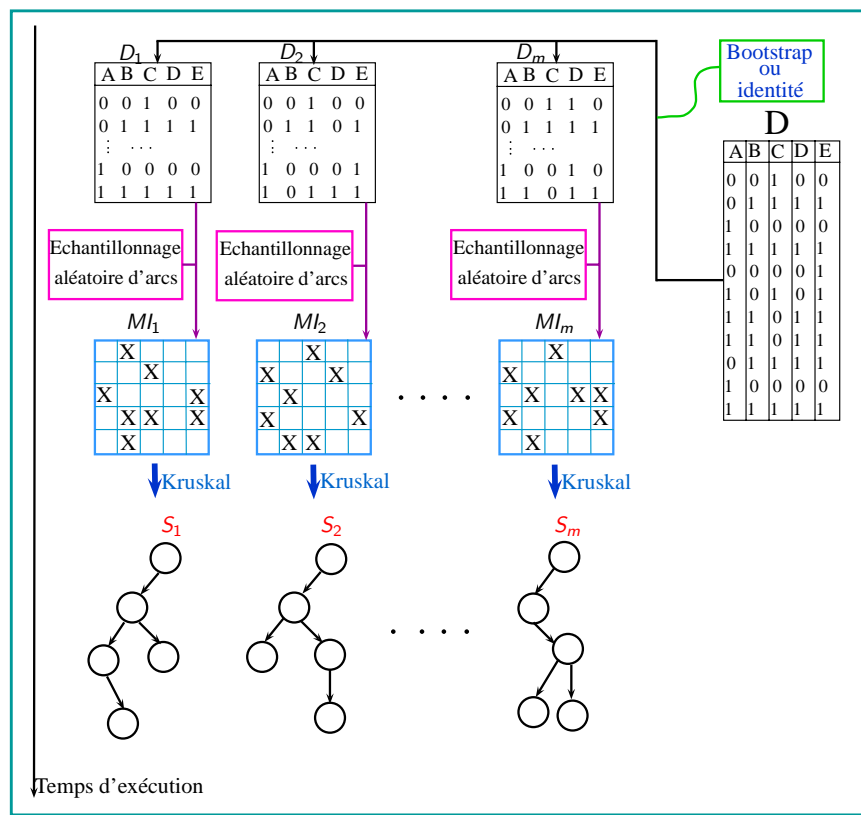 D1
D2
Dm
Bootstrap
ou
identité
A B C D E
0 0 1 0 0
0 1 1 1 1
⋮ ···
1 0 0 0 0
1 1 1 1 1
A B C D E
0 0 1 0 0
0 1 1 0 1
⋮ ···
1 0 0 0 1
1 0 1 1 1
A B C D E
0 0 1 1 0
0 1 1 1 1
⋮ ···
1 0 0 1 0
1 1 0 1 1
D
A B C D E
0 0 1 0 0
0 1 1 1 1
1 0 1 0 0
1 1 1 1 1
0 0 0 0 1
1 0 1 0 1
1 1 0 1 1
1 1 0 1 1
0 1 1 1 1
1 0 0 0 0
1 1 1 1 1
Echantillonnage
aléatoire d'arcs
Echantillonnage
aléatoire d'arcs
Echantillonnage
aléatoire d'arcs
MI1
MI2
MIm
X
X
X X
X X X
X
X
X X
X
X X
X X
X
X
X X X
X X
X
. . . .
Kruskal
Kruskal
Kruskal
S1
S2
Sm
. . . .
Temps d'exécution